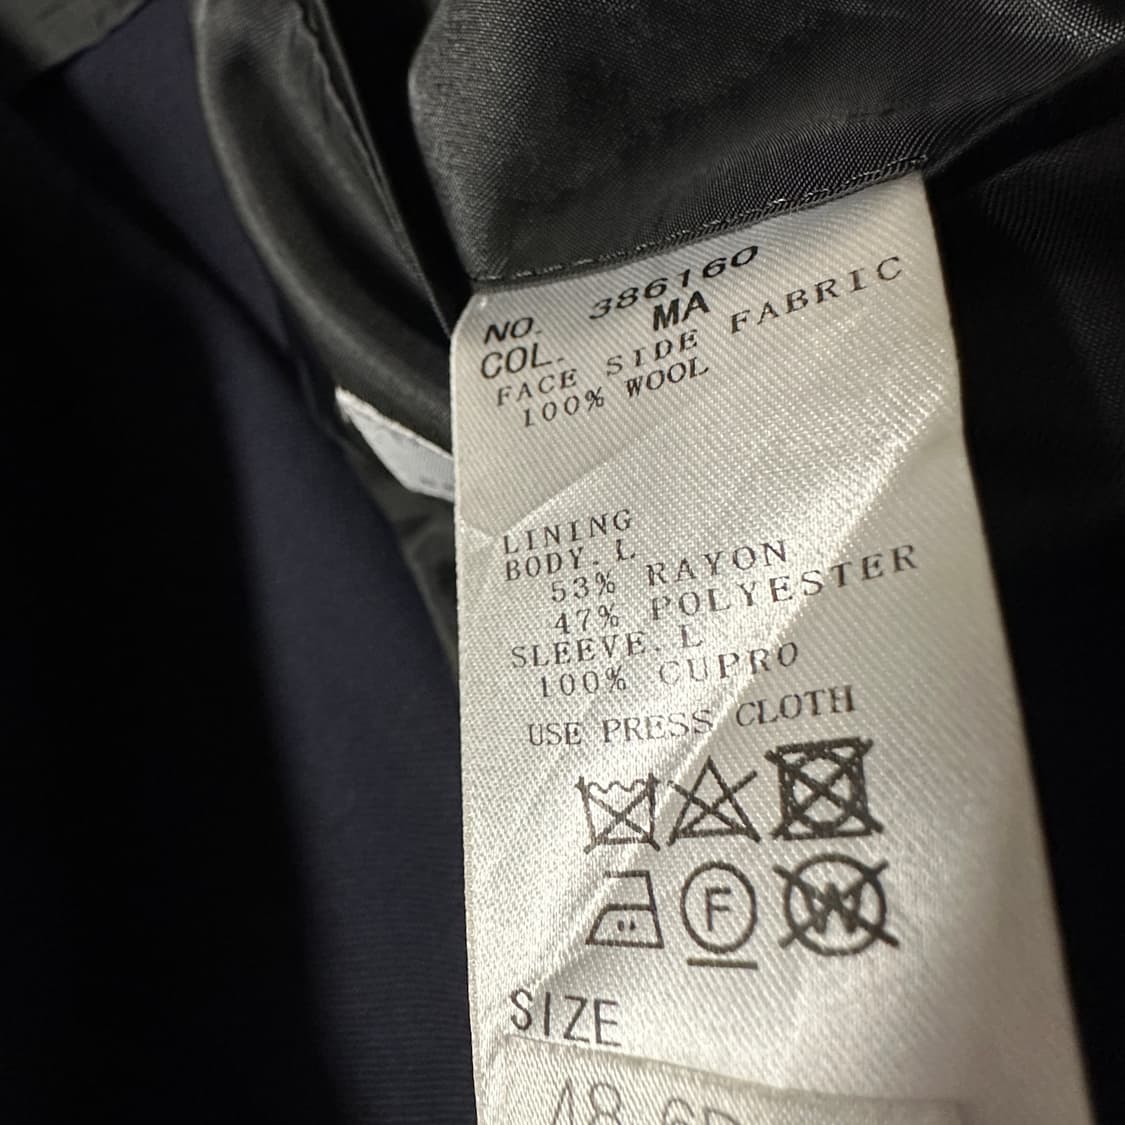 NO. 386160
COL. MA
FACE SIDE FABRIC
100% WOOL
LINING
BODY. L
53% RAYON
47% POLYESTER
SLEEVE. L
100% CUPRO
USE PRESS CLOTH
F
W
SIZE